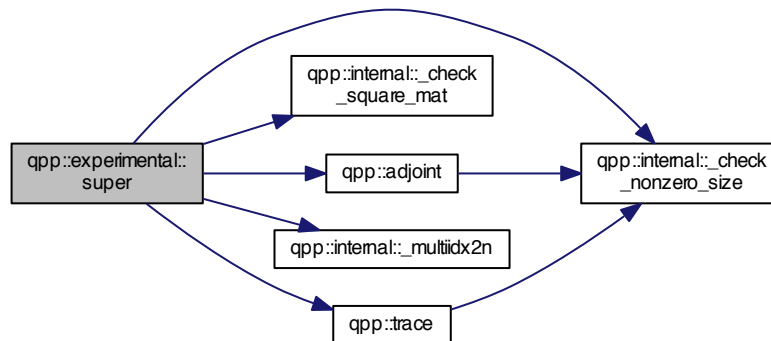 qpp::internal::_check
_square_mat
qpp::experimental::
super
qpp::adjoint
qpp::internal::_check
_nonzero_size
qpp::internal::_multiidx2n
qpp::trace